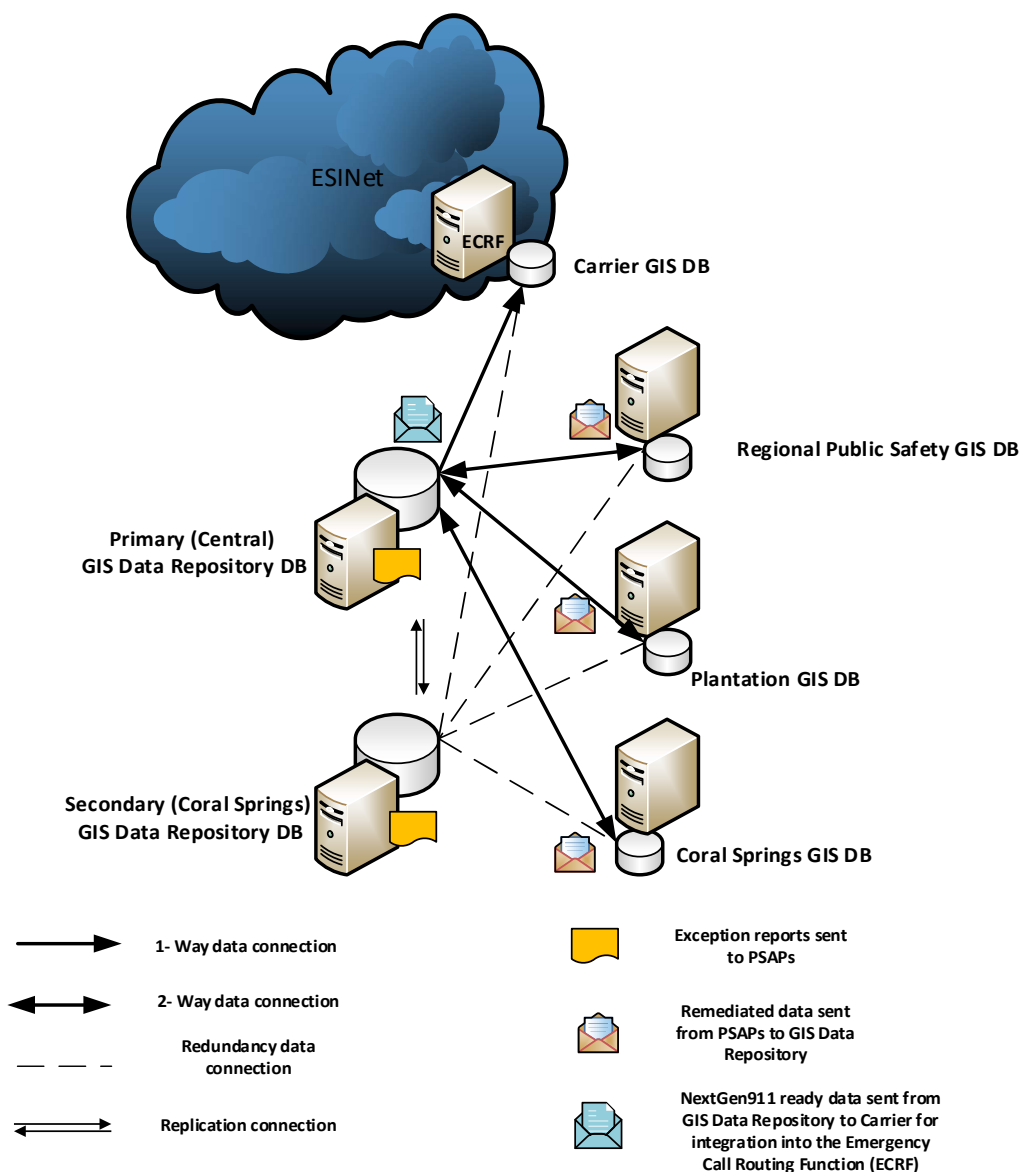 ESINet
ECRF
Carrier GIS DB
Regional Public Safety GIS DB
Primary (Central)
GIS Data Repository DB
Plantation GIS DB
Secondary (Coral Springs)
GIS Data Repository DB
Coral Springs GIS DB
1- Way data connection
2- Way data connection
Redundancy data
connection
Replication connection
Exception reports sent
to PSAPs
Remediated data sent
from PSAPs to GIS Data
Repository
NextGen911 ready data sent from
GIS Data Repository to Carrier for
integration into the Emergency
Call Routing Function (ECRF)